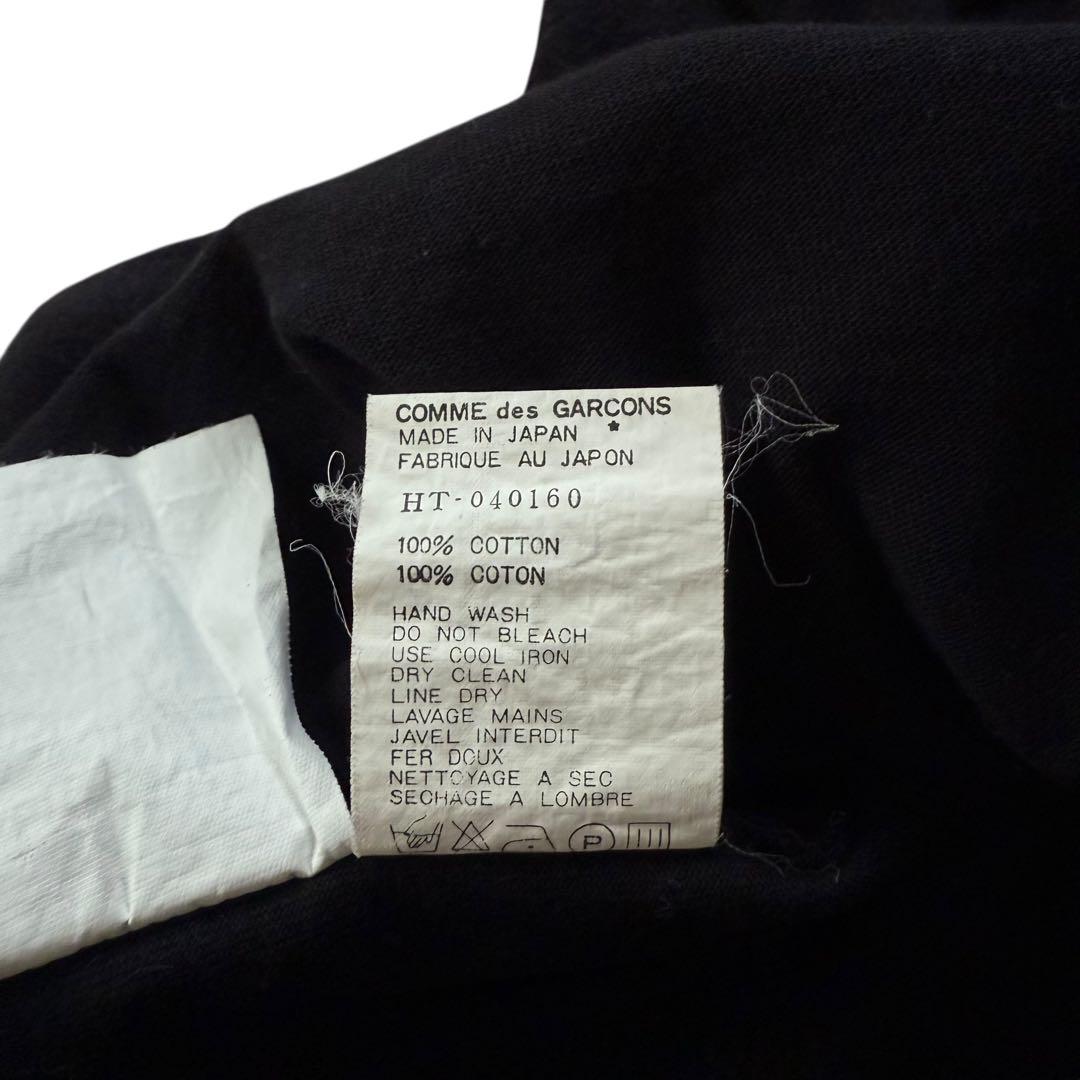 COMME des GARÇONS
MADE IN JAPAN *
FABRIQUE AU JAPON
HT-040160
100% COTTON
100% COTON
HAND WASH
DO NOT BLEACH
USE COOL IRON
DRY CLEAN
LINE DRY
LAVAGE MAINS
JAVEL INTERDIT
FER DOUX
NETTOYAGE A SEC
SECHAGE A LOMBRE
P